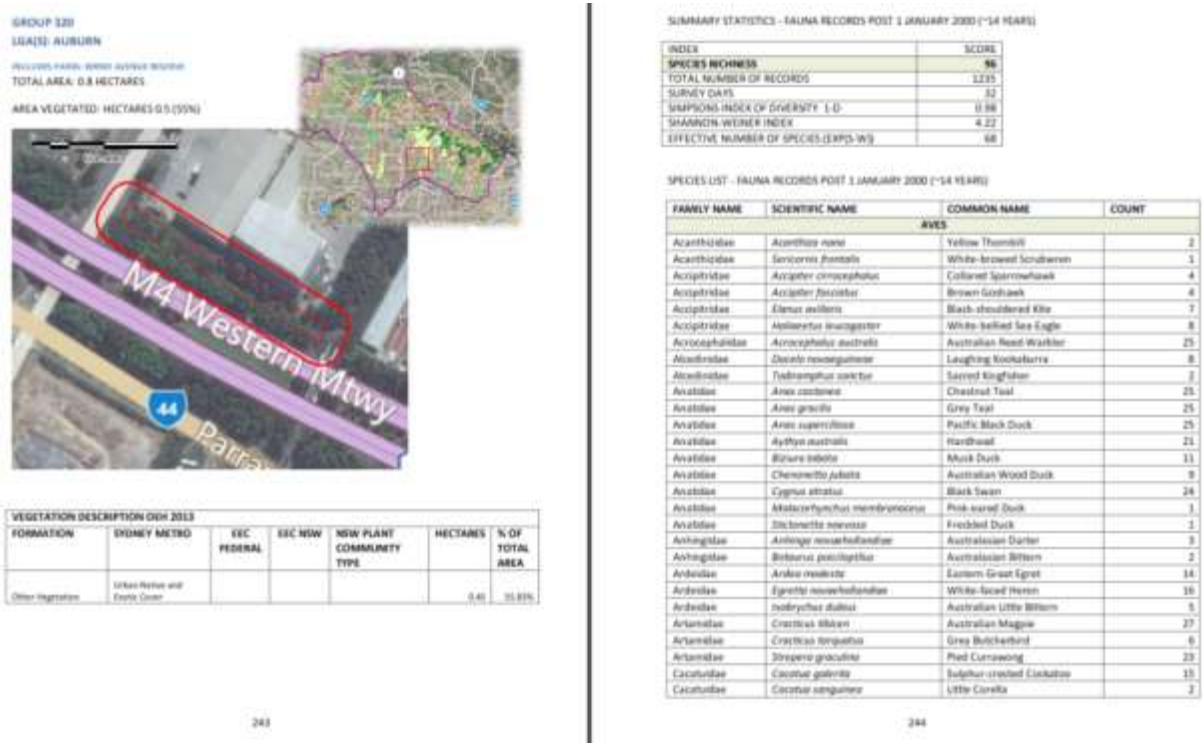 GROUP 320
LGA(S): AUBURN
TOTAL AREA: 0.8 HECTARES
AREA VEGETATED: HECTARES 0.5 (55%)
M4 Western Mtwy
44
Parra
VEGETATION DESCRIPTION OEH 2013
FORMATION SYDNEY METRO EEC FEDERAL EEC NSW NSW PLANT COMMUNITY TYPE HECTARES % OF TOTAL AREA
Other Vegetation Urban Native and Exotic Cover
243
SUMMARY STATISTICS - FAUNA RECORDS POST 1 JANUARY 2000 (~14 YEARS)
INDEX SCORE
SPECIES RICHNESS 96
TOTAL NUMBER OF RECORDS 1235
SURVEY DAYS 32
SIMPSONS INDEX OF DIVERSITY 1-D 0.98
SHANNON-WEINER INDEX 4.22
EFFECTIVE NUMBER OF SPECIES (EXP(S-W)) 68
SPECIES LIST - FAUNA RECORDS POST 1 JANUARY 2000 (~14 YEARS)
FAMILY NAME SCIENTIFIC NAME COMMON NAME COUNT
AVES
Acanthizidae Acanthiza nana Yellow Thornbill 2
Acanthizidae Sericornis frontalis White-browed Scrubwren 1
Accipitridae Accipiter cirrocephalus Collared Sparrowhawk 4
Accipitridae Accipiter fasciatus Brown Goshawk 4
Accipitridae Elanus axillaris Black-shouldered Kite 7
Accipitridae Haliaeetus leucogaster White-bellied Sea-Eagle 8
Acrocephalidae Acrocephalus australis Australian Reed-Warbler 25
Alcedinidae Dacelo novaeguineae Laughing Kookaburra 8
Alcedinidae Todiramphus sanctus Sacred Kingfisher 2
Anatidae Anas castanea Chestnut Teal 25
Anatidae Anas gracilis Grey Teal 25
Anatidae Anas superciliosa Pacific Black Duck 25
Anatidae Aythya australis Hardhead 21
Anatidae Biziura lobata Musk Duck 11
Anatidae Chenonetta jubata Australian Wood Duck 9
Anatidae Cygnus atratus Black Swan 24
Anatidae Malacorhynchus membranaceus Pink-eared Duck 1
Anatidae Stictonetta naevosa Freckled Duck
Anhingidae Anhinga novaehollandiae Australasian Darter 3
Anhingidae Botaurus poiciloptilus Australasian Bittern 2
Ardeidae Ardea modesta Eastern Great Egret 14
Ardeidae Egretta novaehollandiae White-faced Heron 16
Ardeidae Ixobrychus dubius Australian Little Bittern 5
Artamidae Cracticus tibicen Australian Magpie 27
Artamidae Cracticus torquatus Grey Butcherbird 6
Artamidae Strepera graculina Pied Currawong 23
Cacatuidae Cacatua galerita Sulphur-crested Cockatoo 15
Cacatuidae Cacatua sanguinea Little Corella 2
244